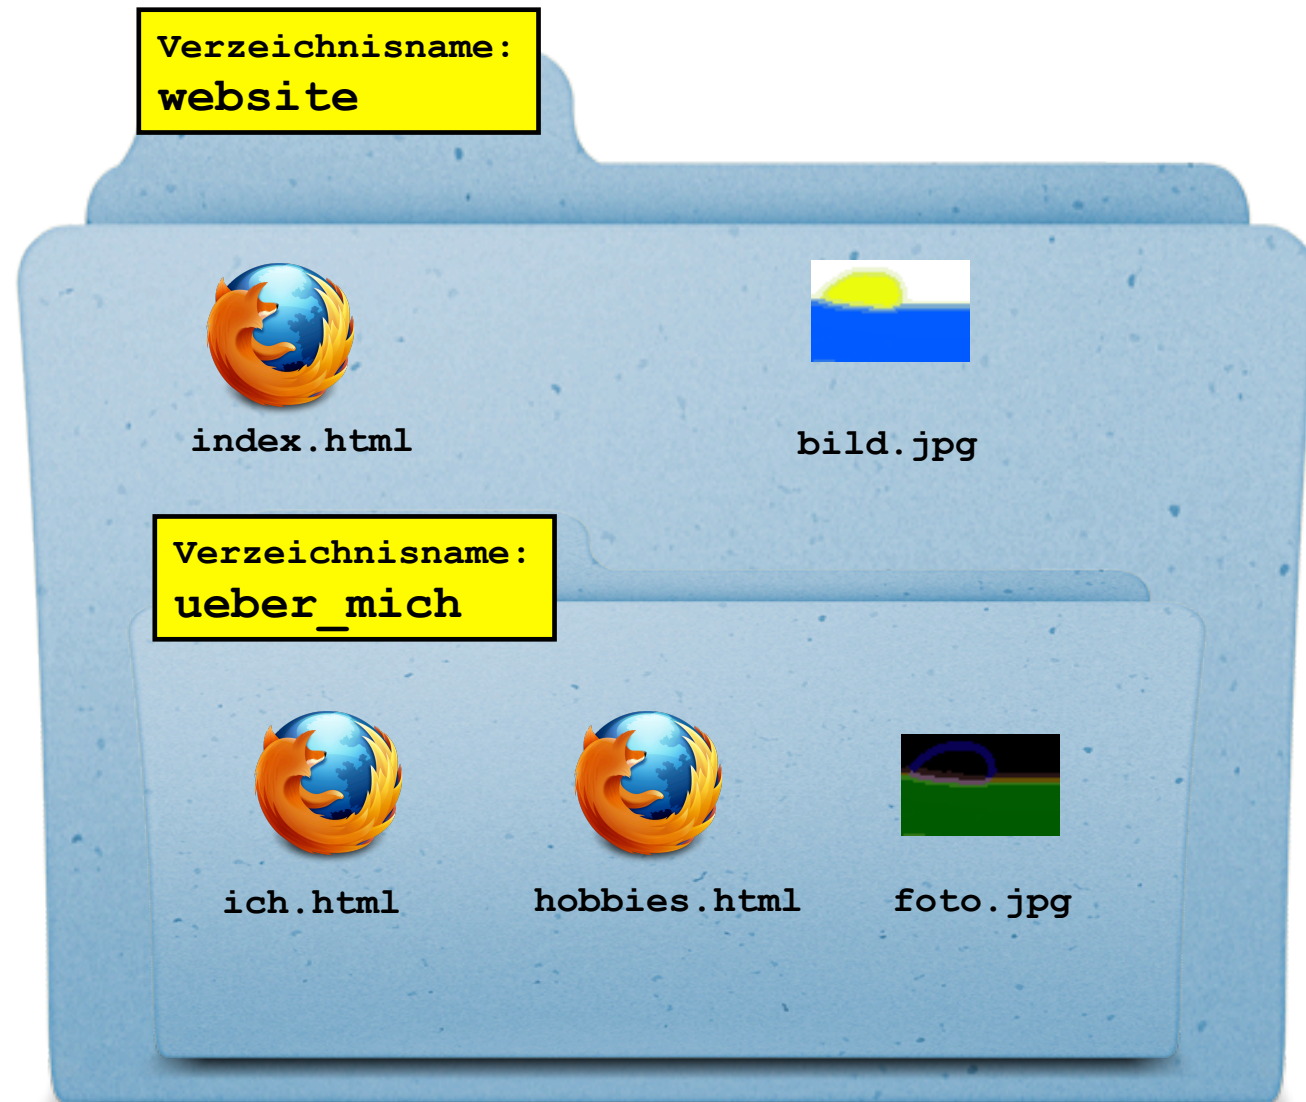 Verzeichnisname:
website
index.html
bild.jpg
Verzeichnisname:
ueber_mich
ich.html
hobbies.html
foto.jpg